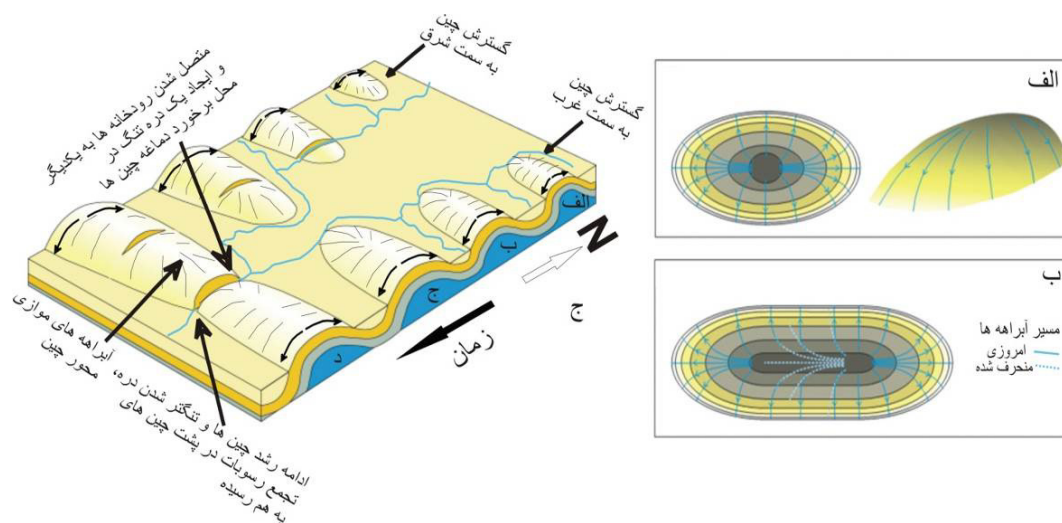 گسترش چین
به سمت شرق
گسترش چین
به سمت غرب
متصل شدن رودخانه ها به یکدیگر
و ایجاد یک دره تنگ در
محل برخورد دماغه چین ها
الف
ب
ج
د
N
ج
زمان
آبراهه های موازی
محور چین
ادامه رشد چین ها و تنگتر شدن دره،
تجمع رسوبات در پشت چین های
به هم رسیده
الف
ب
مسیر آبراهه ها
امروزی
منحرف شده